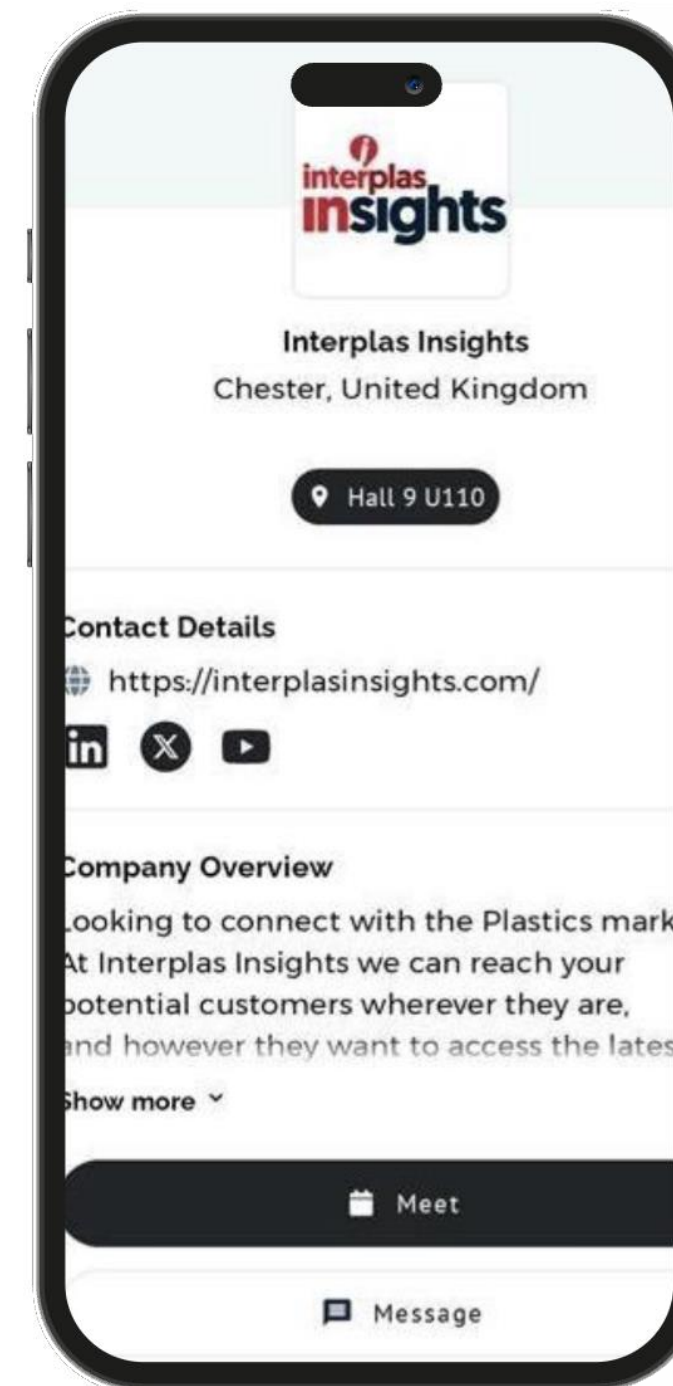 interplas
insights
Interplas Insights
Chester, United Kingdom
Hall 9 U110
Contact Details
https://interplasinsights.com/
in X
Company Overview
Looking to connect with the Plastics mark
At Interplas Insights we can reach your
potential customers wherever they are,
and however they want to access the lates
Show more
Meet
Message